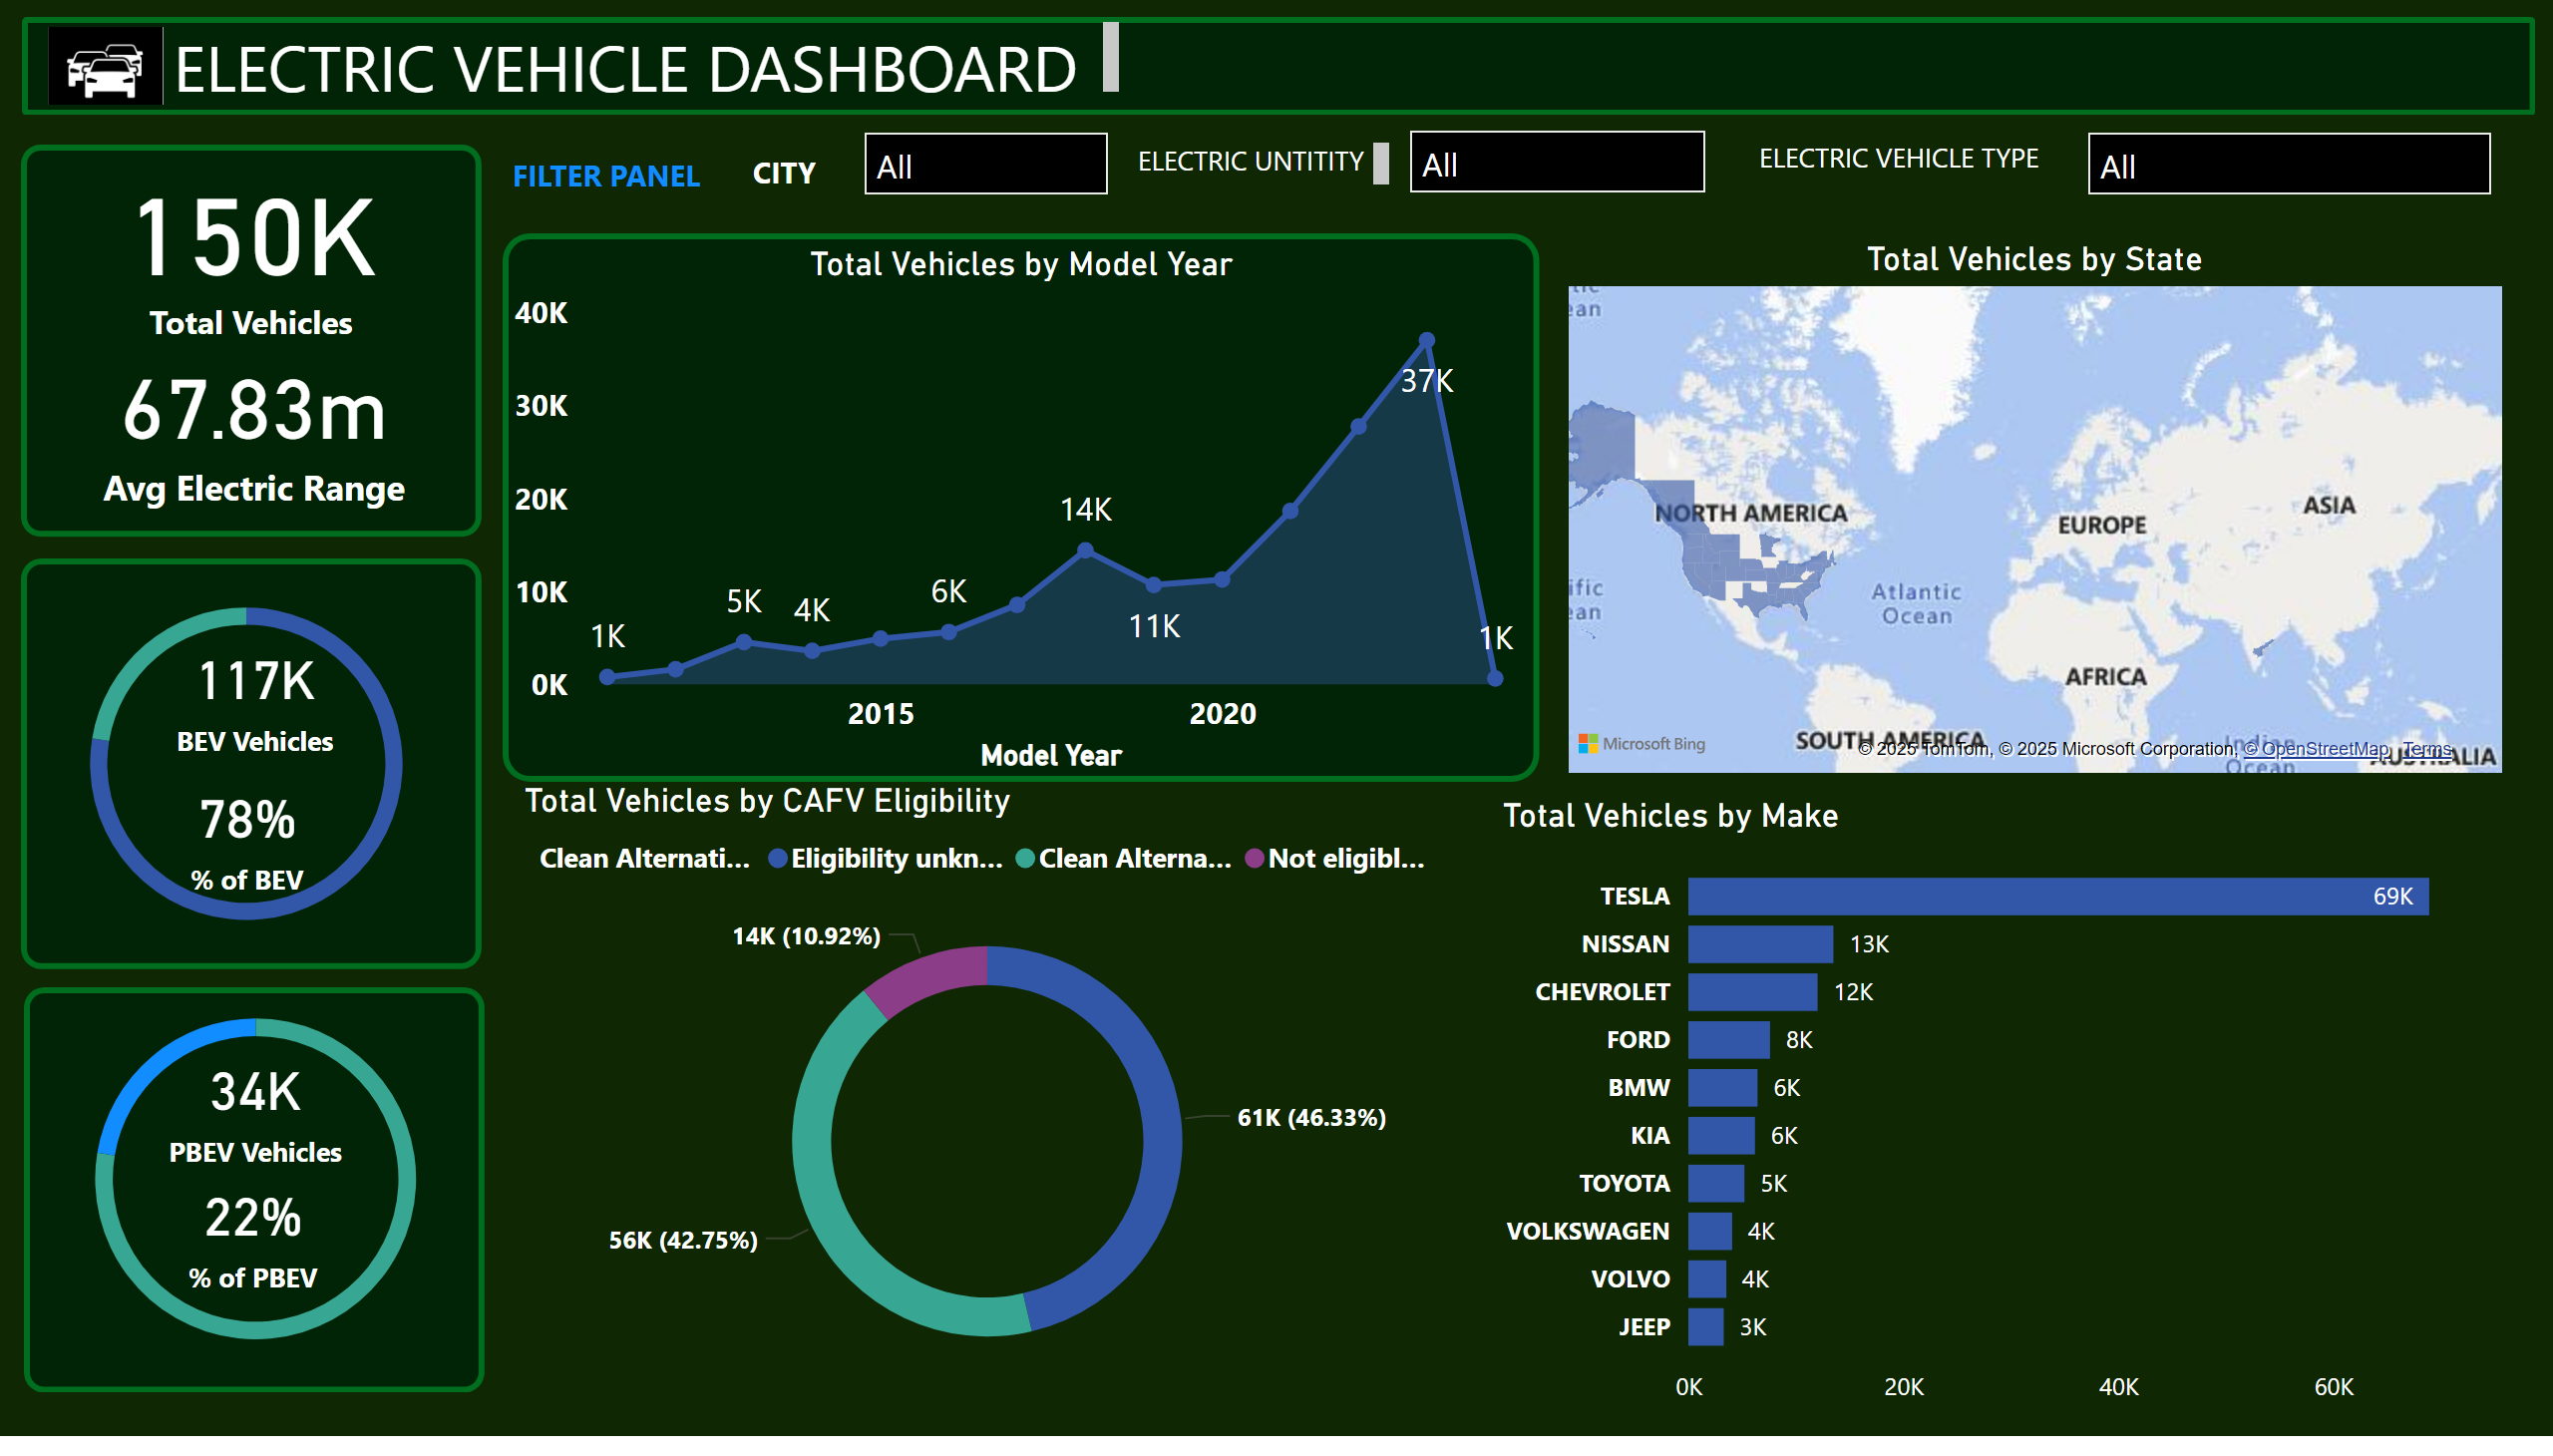 ELECTRIC VEHICLE DASHBOARD
FILTER PANEL
CITY
All
ELECTRIC UNTITITY
All
ELECTRIC VEHICLE TYPE
All
150K
Total Vehicles
67.83m
Avg Electric Range
117K
BEV Vehicles
78%
% of BEV
34K
PBEV Vehicles
22%
% of PBEV
Total Vehicles by Model Year
40K
30K
20K
10K
0K
1K
5K
4K
6K
14K
11K
37K
1K
2015
2020
Model Year
Total Vehicles by State
ean
NORTH AMERICA
EUROPE
ASIA
Atlantic
Ocean
ific
ean
AFRICA
SOUTH AMERICA
Indian
Ocean
AUSTRALIA
Microsoft Bing
© 2025 TomTom, © 2025 Microsoft Corporation, © OpenStreetMap, Terms
Total Vehicles by CAFV Eligibility
Clean Alternati... Eligibility unkn... Clean Alterna... Not eligibl...
14K (10.92%)
61K (46.33%)
56K (42.75%)
Total Vehicles by Make
TESLA 69K
NISSAN 13K
CHEVROLET 12K
FORD 8K
BMW 6K
KIA 6K
TOYOTA 5K
VOLKSWAGEN 4K
VOLVO 4K
JEEP 3K
0K 20K 40K 60K